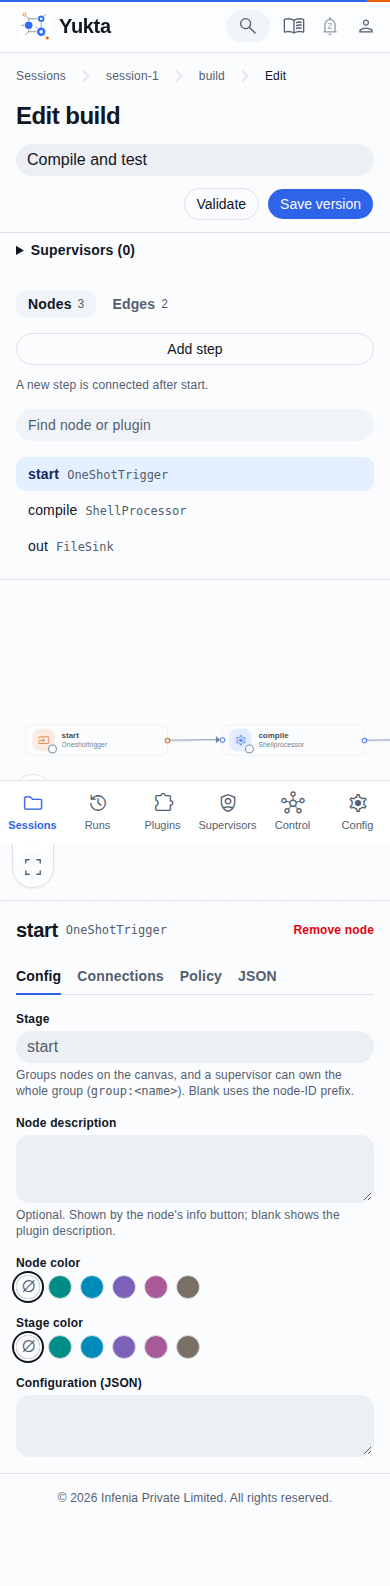 Yukta
Sessions session-1 build Edit
Edit build
Compile and test
Validate Save version
Supervisors (0)
Nodes 3 Edges 2
Add step
A new step is connected after start.
Find node or plugin
start OneShotTrigger
compile ShellProcessor
out FileSink
start
Oneshottrigger
compile
Shellprocessor
Sessions Runs Plugins Supervisors Control Config
start OneShotTrigger Remove node
Config Connections Policy JSON
Stage
start
Groups nodes on the canvas, and a supervisor can own the
whole group (group:<name>). Blank uses the node-ID prefix.
Node description
Optional. Shown by the node's info button; blank shows the
plugin description.
Node color
Stage color
Configuration (JSON)
© 2026 Infenia Private Limited. All rights reserved.